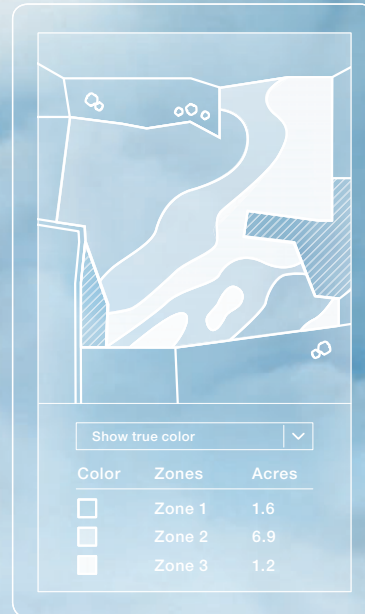 Show true color
Color Zones Acres
Zone 1 1.6
Zone 2 6.9
Zone 3 1.2